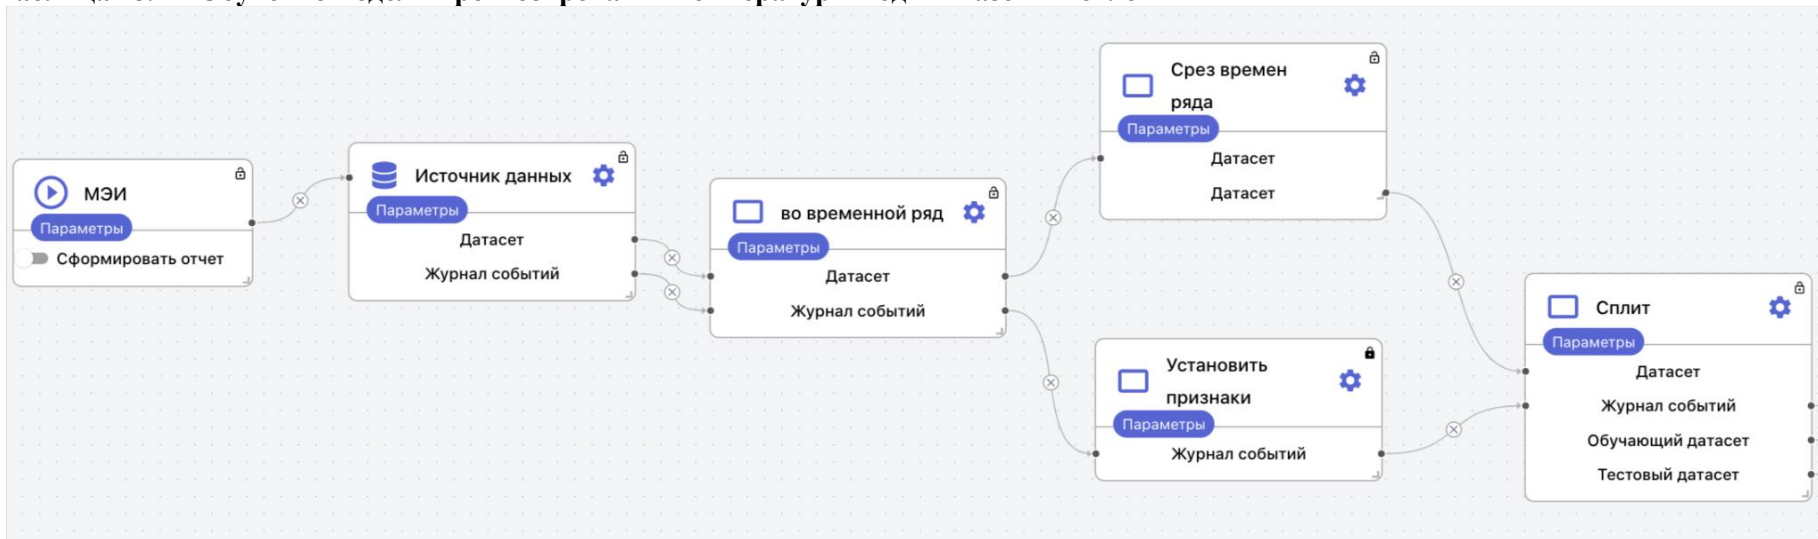 МЭИ
Параметры
Сформировать отчет
Источник данных
Параметры
Датасет
Журнал событий
во временной ряд
Параметры
Датасет
Журнал событий
Срез времен
ряда
Параметры
Датасет
Датасет
Установить
признаки
Параметры
Журнал событий
Сплит
Параметры
Датасет
Журнал событий
Обучающий датасет
Тестовый датасет